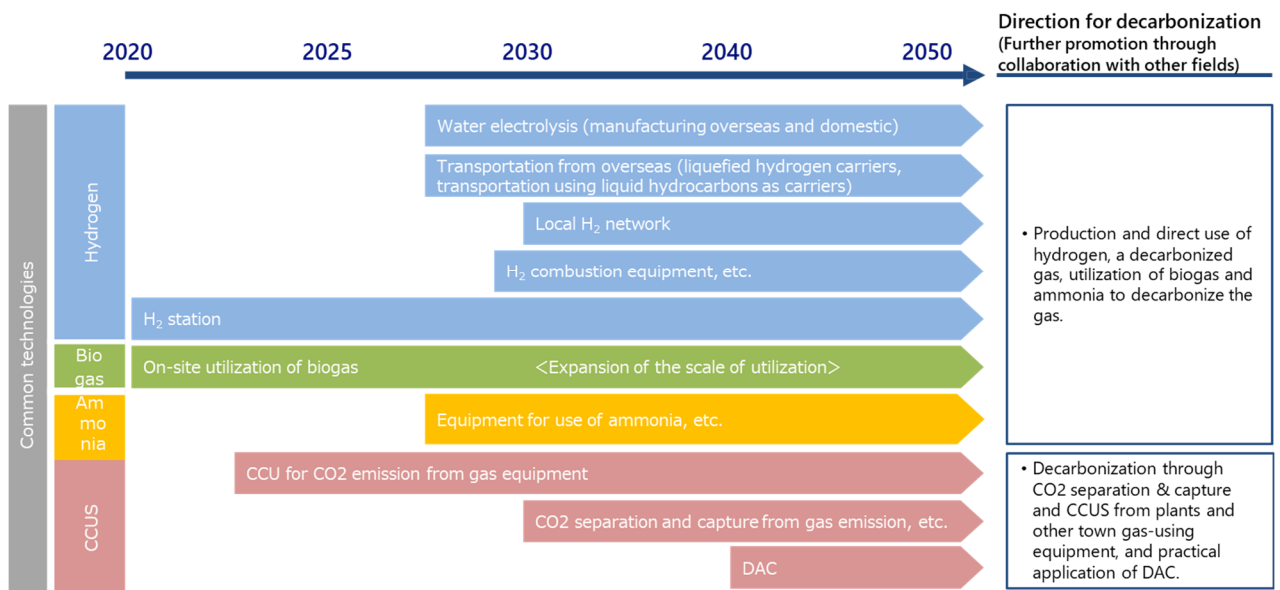 Direction for decarbonization
(Further promotion through
collaboration with other fields)
2020 2025 2030 2040 2050
Common technologies
Hydrogen
Water electrolysis (manufacturing overseas and domestic)
Transportation from overseas (liquefied hydrogen carriers,
transportation using liquid hydrocarbons as carriers)
Local H₂ network
H₂ combustion equipment, etc.
H₂ station
• Production and direct use of
hydrogen, a decarbonized
gas, utilization of biogas and
ammonia to decarbonize the
gas.
Bio
gas
On-site utilization of biogas <Expansion of the scale of utilization>
Am
mo
nia
Equipment for use of ammonia, etc.
CCUS
CCU for CO2 emission from gas equipment
CO2 separation and capture from gas emission, etc.
DAC
• Decarbonization through
CO2 separation & capture
and CCUS from plants and
other town gas-using
equipment, and practical
application of DAC.